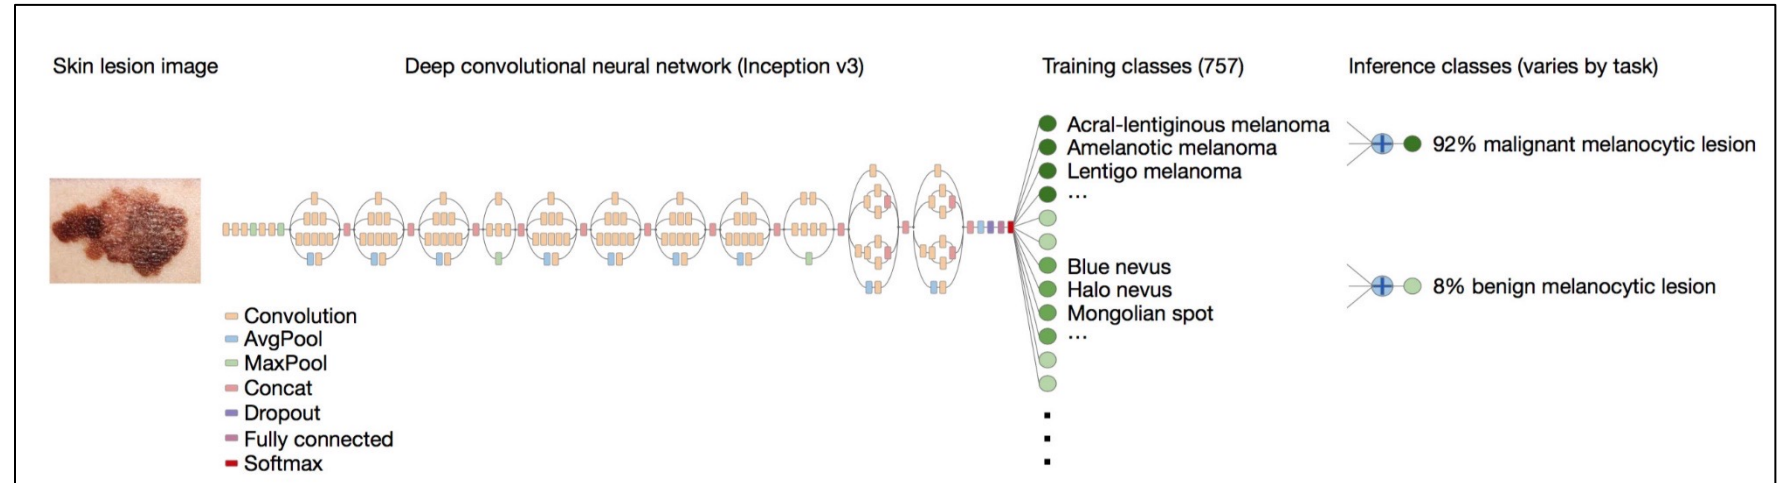 Skin lesion image
Deep convolutional neural network (Inception v3)
Training classes (757)
Inference classes (varies by task)
Acral-lentiginous melanoma
Amelanotic melanoma
Lentigo melanoma
...
Blue nevus
Halo nevus
Mongolian spot
...
92% malignant melanocytic lesion
8% benign melanocytic lesion
Convolution
AvgPool
MaxPool
Concat
Dropout
Fully connected
Softmax